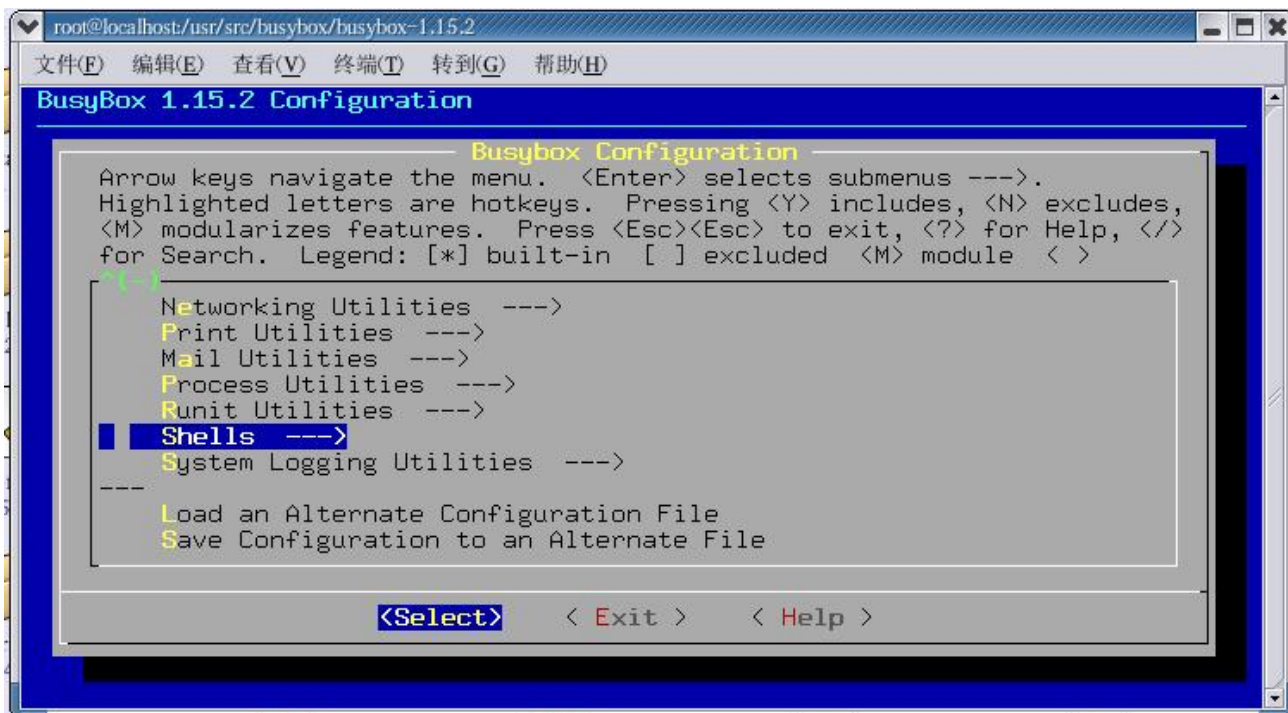 root@localhost:/usr/src/busybox/busybox-1.15.2
文件(F) 编辑(E) 查看(V) 终端(T) 转到(G) 帮助(H)
BusyBox 1.15.2 Configuration
Busybox Configuration
Arrow keys navigate the menu. <Enter> selects submenus --->.
Highlighted letters are hotkeys. Pressing <Y> includes, <N> excludes,
<M> modularizes features. Press <Esc><Esc> to exit, <?> for Help, </>
for Search. Legend: [*] built-in [ ] excluded <M> module < >
^(-)
Networking Utilities --->
Print Utilities --->
Mail Utilities --->
Process Utilities --->
Runit Utilities --->
Shells --->
System Logging Utilities --->
---
Load an Alternate Configuration File
Save Configuration to an Alternate File
<Select> < Exit > < Help >